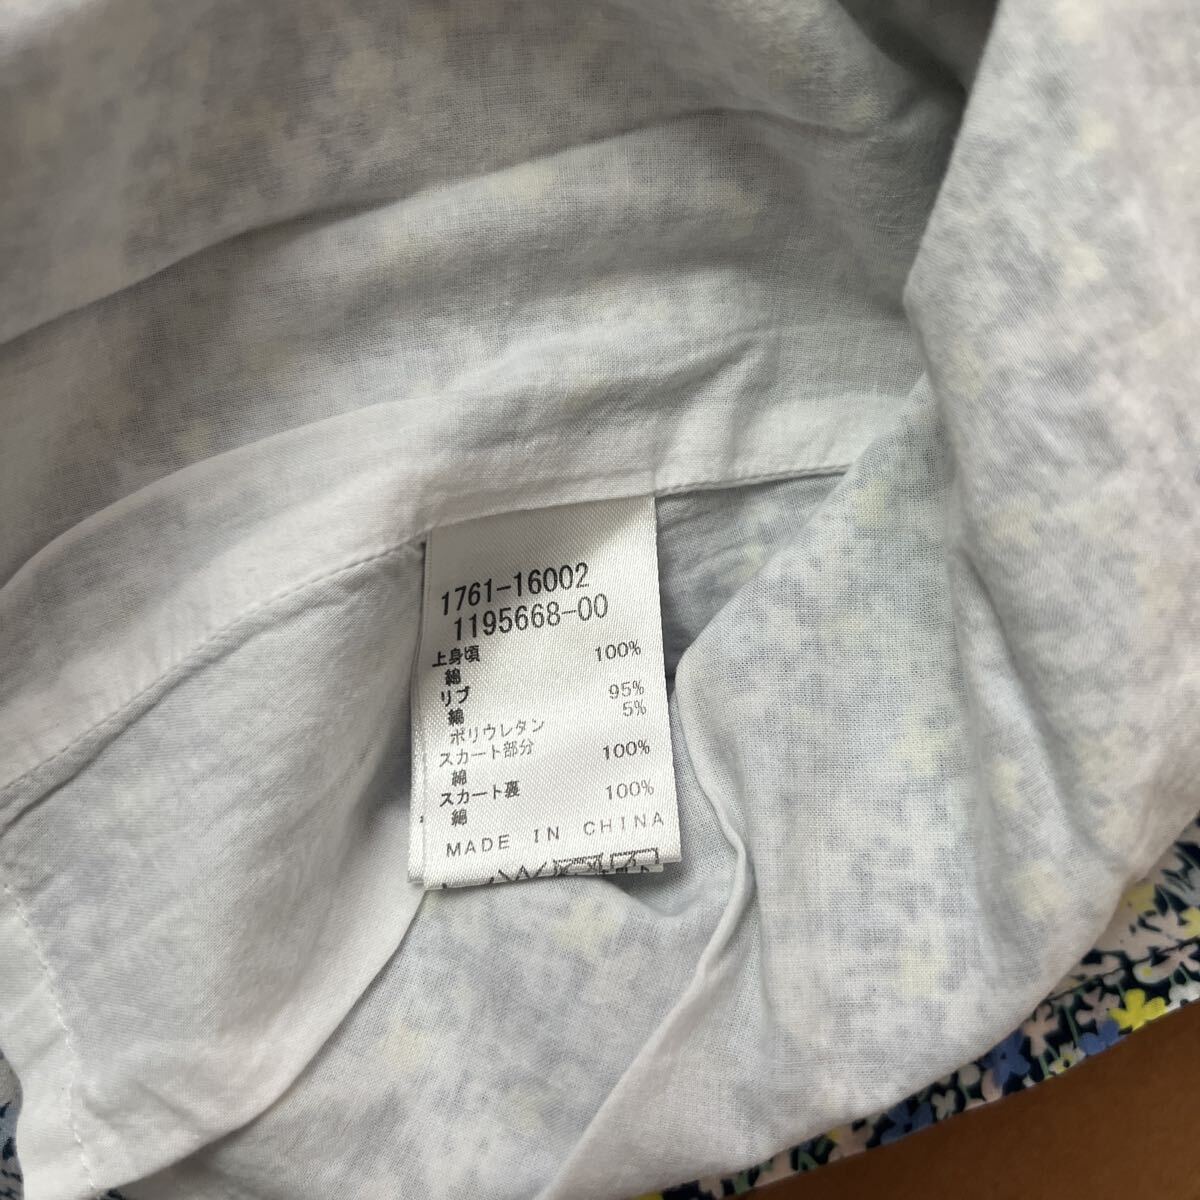 1761-16002
1195668-00
上身頃
綿 100%
リブ
綿 95%
ポリウレタン 5%
スカート部分
綿 100%
スカート裏
綿 100%
MADE IN CHINA